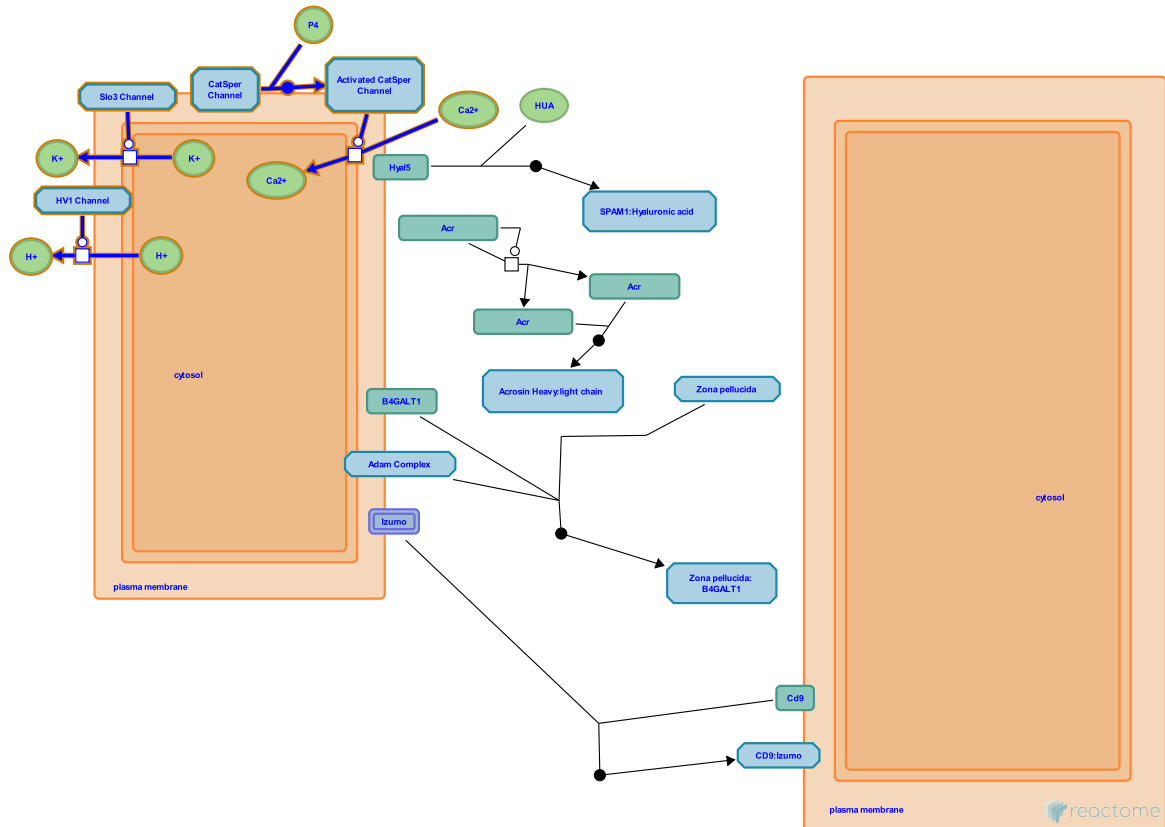 P4
CatSper
Channel
Activated CatSper
Channel
Slo3 Channel
Ca2+
HUA
K+
K+
Ca2+
Hyal5
HV1 Channel
SPAM1:Hyaluronic acid
Acr
H+
H+
Acr
Acr
cytosol
Acrosin Heavy:light chain
Zona pellucida
B4GALT1
Adam Complex
cytosol
Izumo
Zona pellucida:
B4GALT1
plasma membrane
Cd9
CD9:Izumo
plasma membrane
reactome